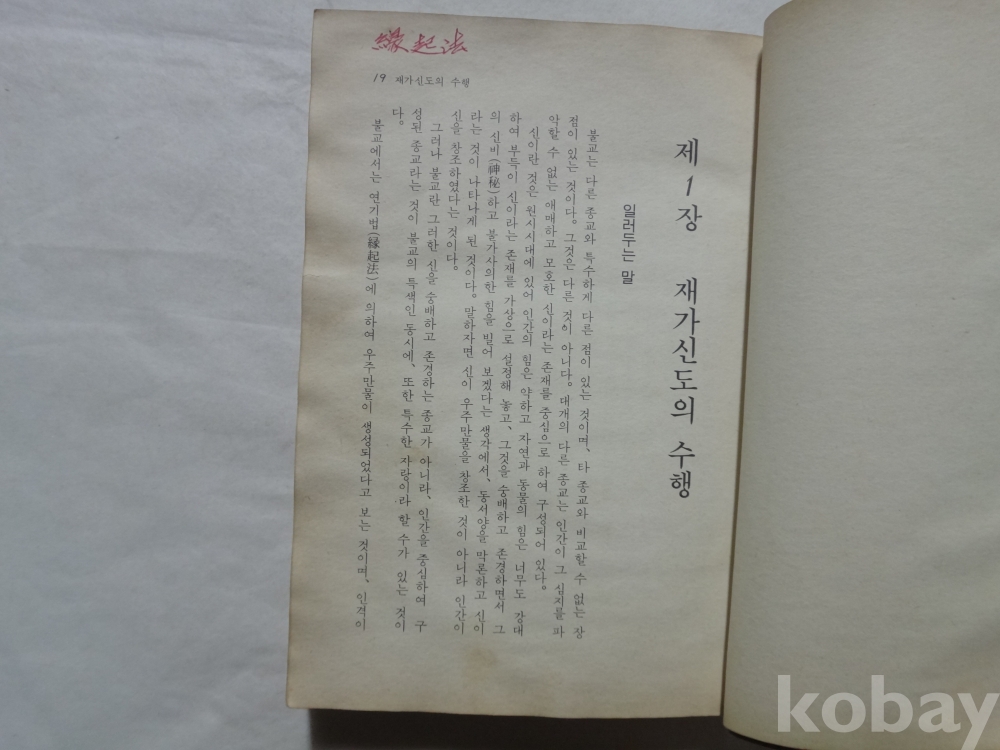 緣起法
19 재가신도의 수행
제1장 재가신도의 수행
일러두는 말
불교는 다른 종교와 특수하게 다른 점이 있는 것이며, 타 종교와 비교할 수 없는 장
점이 있는 것이다. 그것은 다른 것이 아니다. 대개의 다른 종교는 인간이 그 심지를 파
악할 수 없는 애매하고 모호한 신이라는 존재를 중심으로 하여 구성되어 있다.
신이란 것은 원시시대에 있어 인간의 힘은 약하고 자연과 동물의 힘은 너무도 강대
하여 부득이 신이라는 존재를 가상으로 설정해 놓고, 그것을 숭배하고 존경하면서 그
의 신비(神秘)하고 불가사의한 힘을 빌어 보겠다는 생각에서, 동서양을 막론하고 신이
라는 것이 나타나게 된 것이다. 말하자면 신이 우주만물을 창조한 것이 아니라 인간이
신을 창조하였다는 것이다.
그러나 불교란 그러한 신을 숭배하고 존경하는 종교가 아니라, 인간을 중심하여 구
성된 종교라는 것이 불교의 특색인 동시에, 또한 특수한 자랑이라 할 수가 있는 것이
다.
불교에서는 연기법(緣起法)에 의하여 우주만물이 생성되었다고 보는 것이며, 인격이
kobay